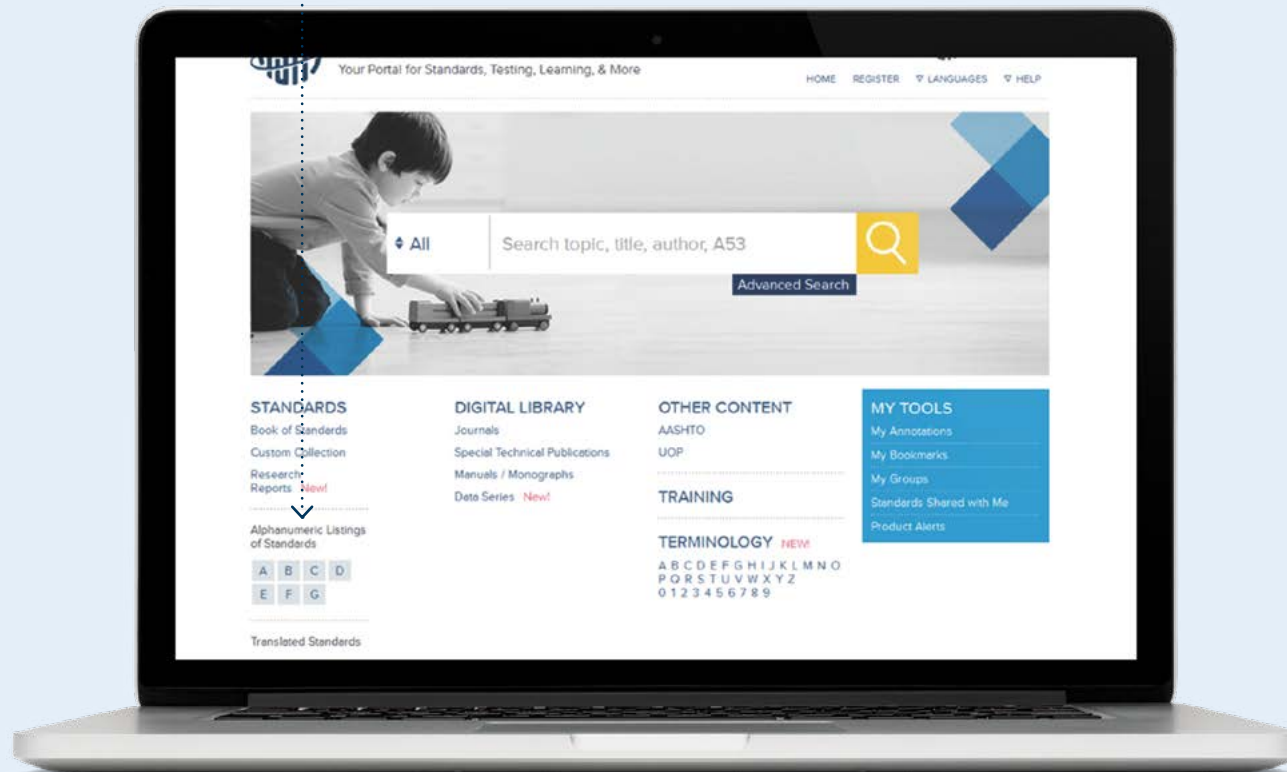 Your Portal for Standards, Testing, Learning, & More
HOME REGISTER ▽ LANGUAGES ▽ HELP
All
Search topic, title, author, A53
Advanced Search
STANDARDS
Book of Standards
Custom Collection
Research
Reports New!
Alphanumeric Listings
of Standards
A B C D
E F G
Translated Standards
DIGITAL LIBRARY
Journals
Special Technical Publications
Manuals / Monographs
Data Series New!
OTHER CONTENT
AASHTO
UOP
TRAINING
TERMINOLOGY NEW!
A B C D E F G H I J K L M N O
P Q R S T U V W X Y Z
0 1 2 3 4 5 6 7 8 9
MY TOOLS
My Annotations
My Bookmarks
My Groups
Standards Shared with Me
Product Alerts